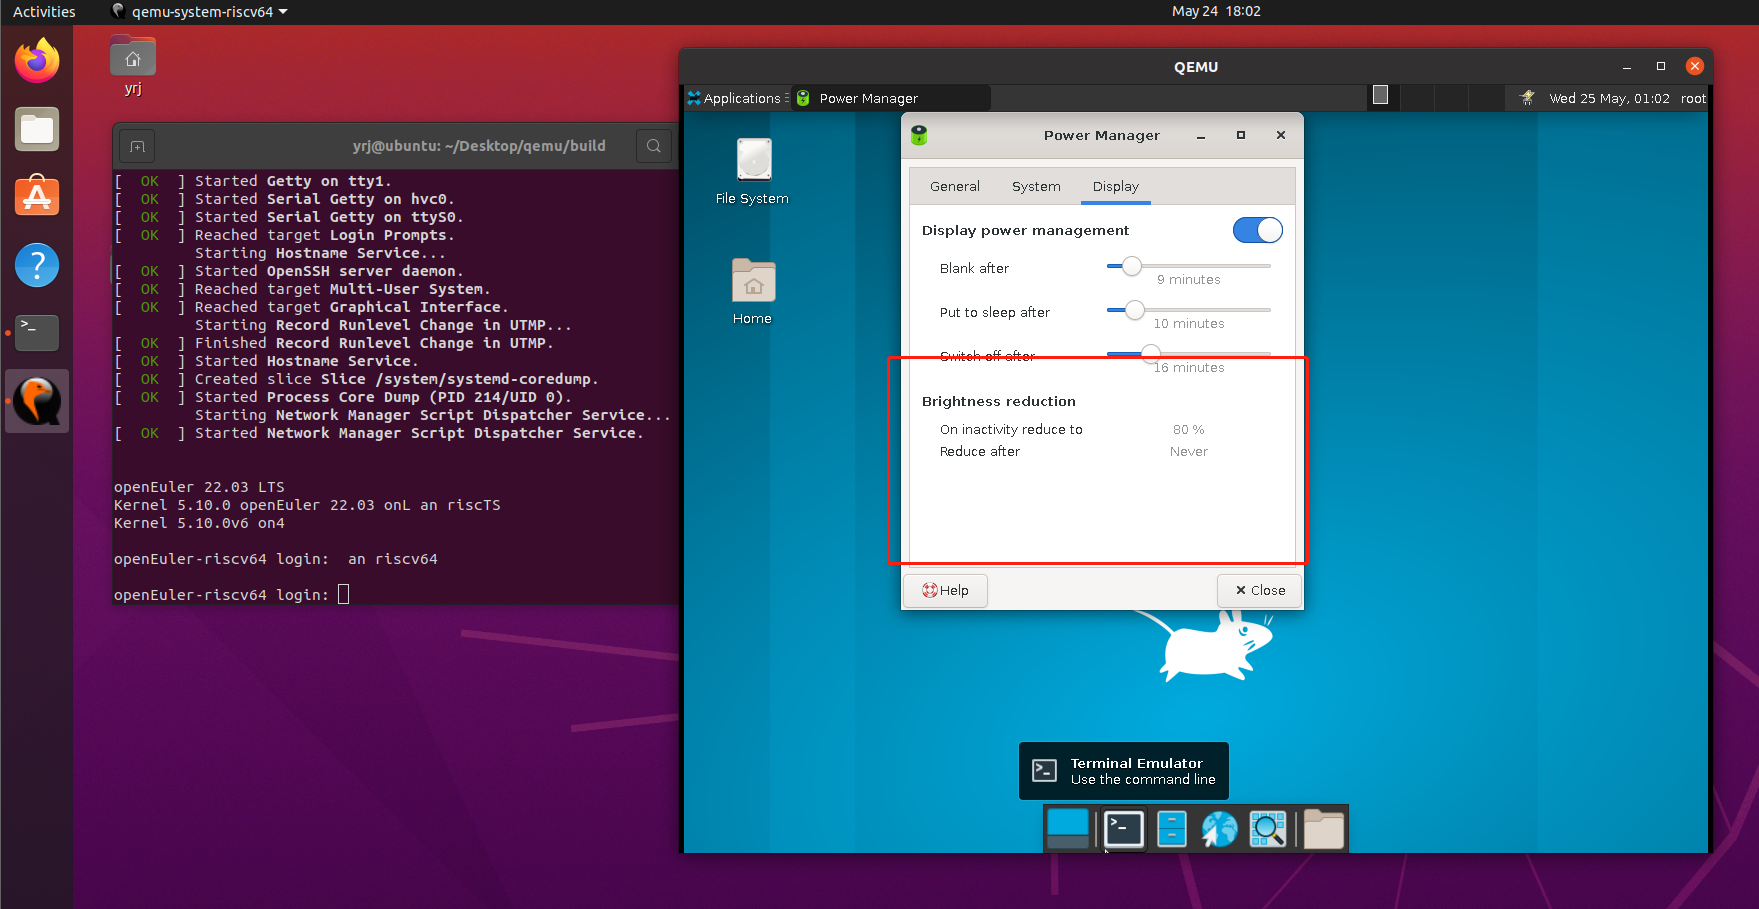 Activities
qemu-system-riscv64
May 24 18:02
yrj
yrj@ubuntu: ~/Desktop/qemu/build
[  OK  ] Started Getty on tty1.
[  OK  ] Started Serial Getty on hvc0.
[  OK  ] Started Serial Getty on ttyS0.
[  OK  ] Reached target Login Prompts.
Starting Hostname Service...
[  OK  ] Started OpenSSH server daemon.
[  OK  ] Reached target Multi-User System.
[  OK  ] Reached target Graphical Interface.
Starting Record Runlevel Change in UTMP...
[  OK  ] Finished Record Runlevel Change in UTMP.
[  OK  ] Started Hostname Service.
[  OK  ] Created slice Slice /system/systemd-coredump.
[  OK  ] Started Process Core Dump (PID 214/UID 0).
Starting Network Manager Script Dispatcher Service...
[  OK  ] Started Network Manager Script Dispatcher Service.
openEuler 22.03 LTS
Kernel 5.10.0 openEuler 22.03 onL an riscTS
Kernel 5.10.0v6 on4
openEuler-riscv64 login:  an riscv64
openEuler-riscv64 login:
QEMU
Applications
Power Manager
Wed 25 May, 01:02
root
File System
Home
Power Manager
General
System
Display
Display power management
Blank after
9 minutes
Put to sleep after
10 minutes
Switch off after
16 minutes
Brightness reduction
On inactivity reduce to
80 %
Reduce after
Never
Help
Close
Terminal Emulator
Use the command line